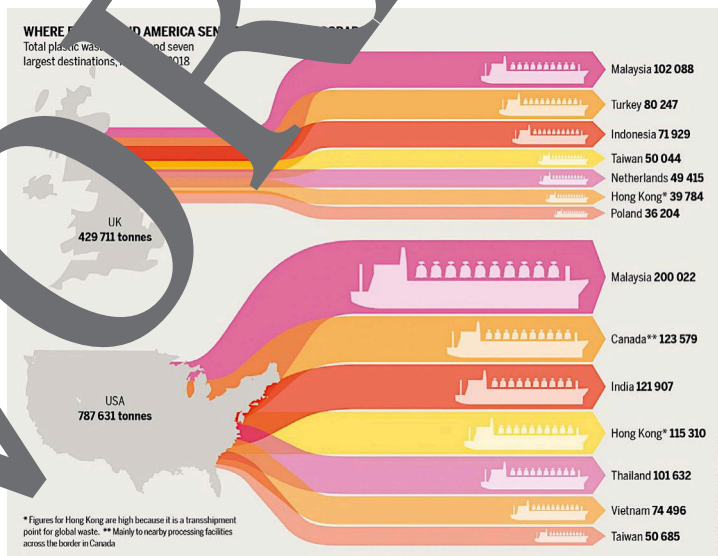 WHERE AMERICA
Total plastic and seven
largest destinations, 2018
Malaysia 102 088
Turkey 80 247
Indonesia 71 929
Taiwan 50 044
Netherlands 49 415
Hong Kong* 39 784
Poland 36 204
UK
429 711 tonnes
Malaysia 200 022
Canada** 123 579
India 121 907
USA
787 631 tonnes
Hong Kong* 115 310
Thailand 101 632
Vietnam 74 496
Taiwan 50 685
* Figures for Hong Kong are high because it is a transshipment
point for global waste. ** Mainly to nearby processing facilities
across the border in Canada